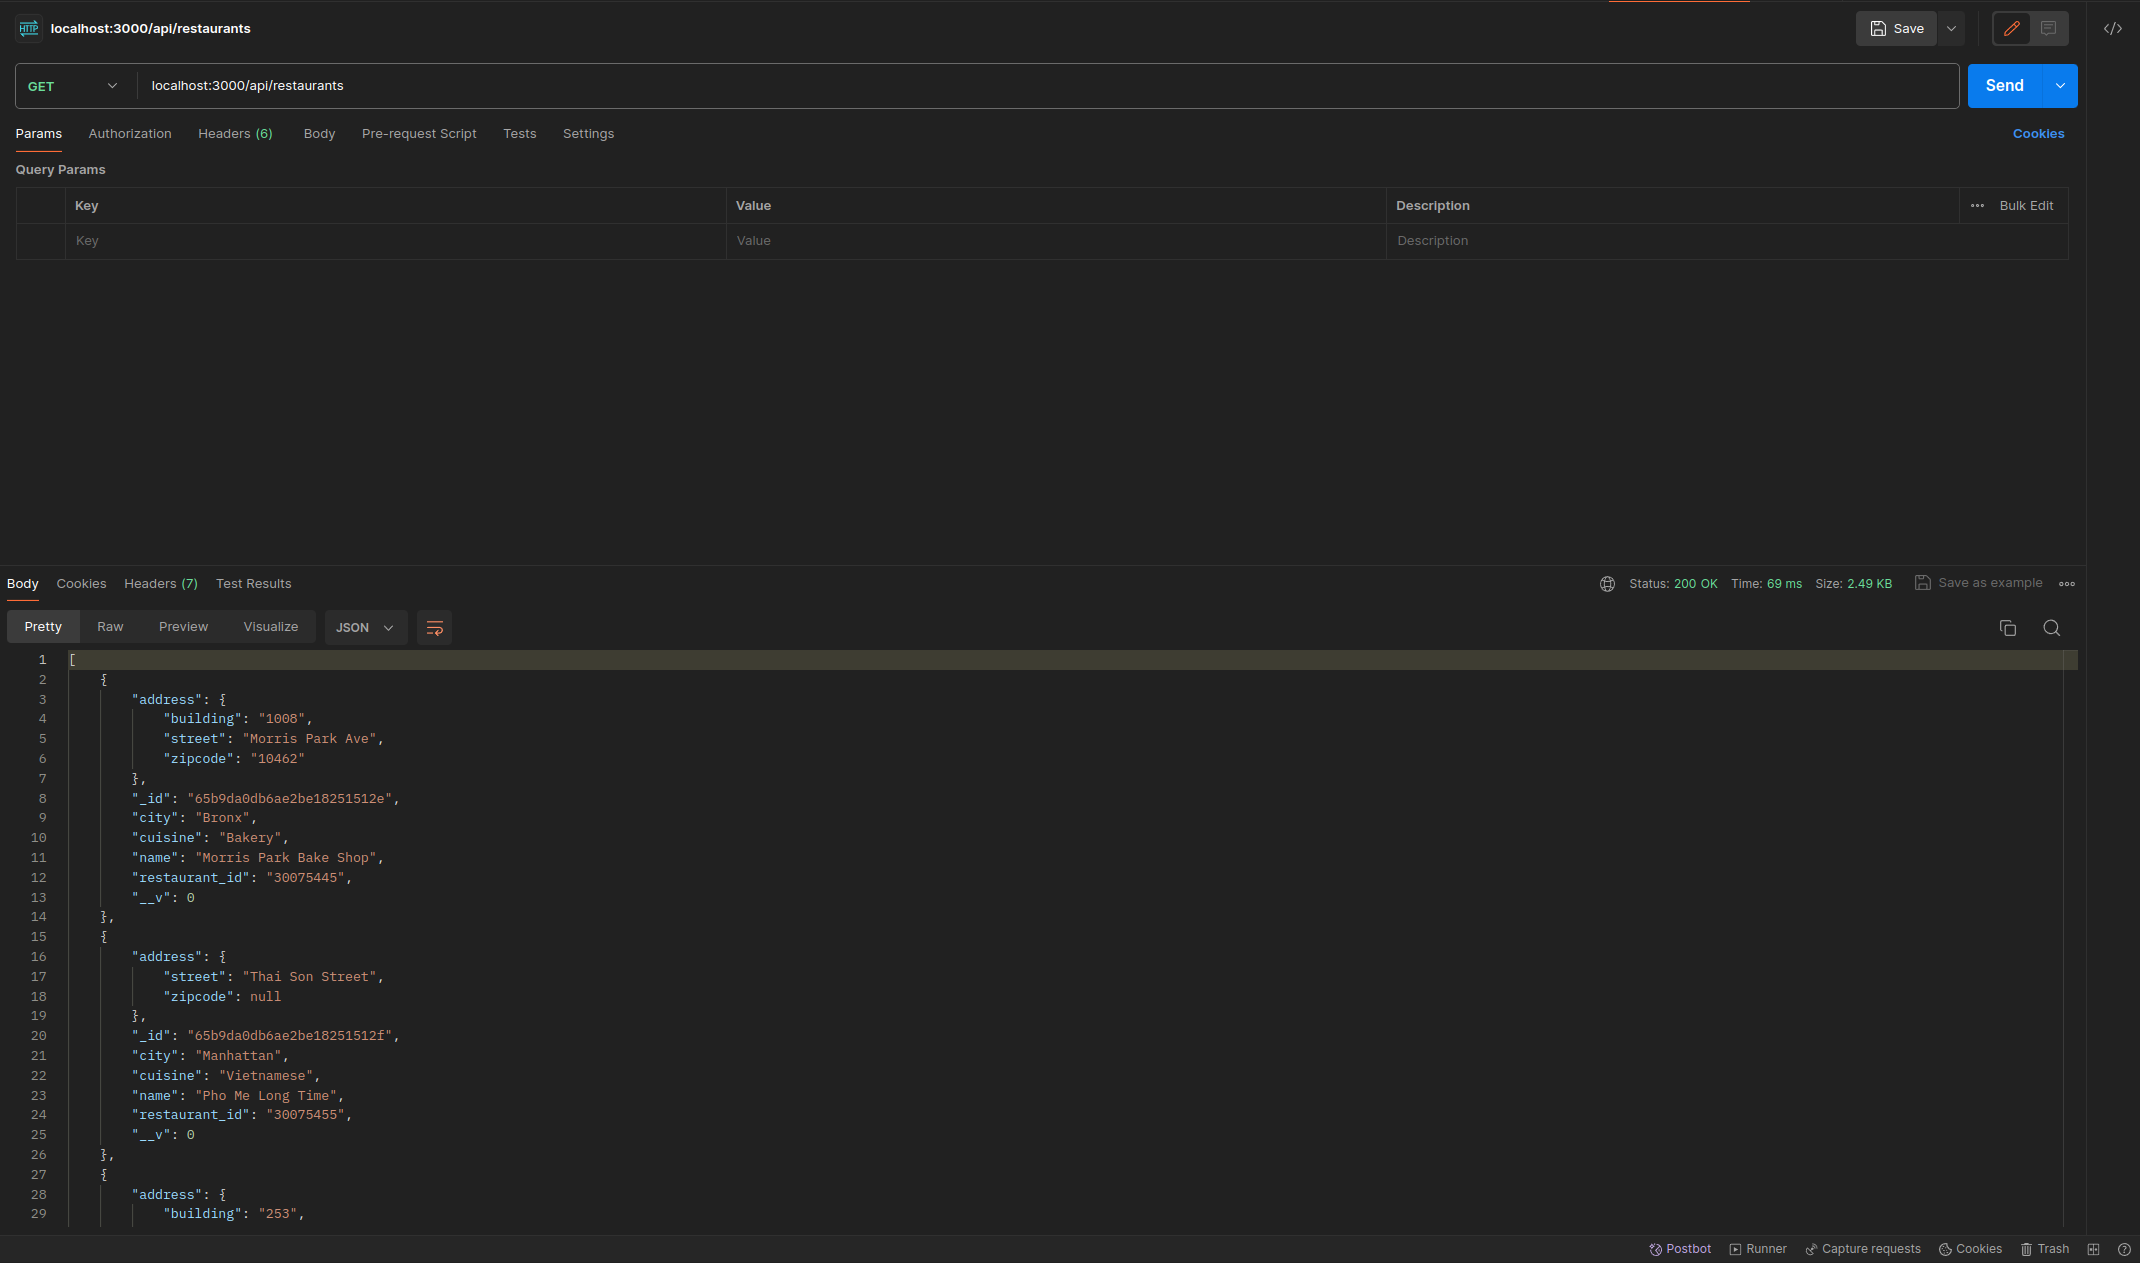 HTTP localhost:3000/api/restaurants Save
GET localhost:3000/api/restaurants Send
Params Authorization Headers (6) Body Pre-request Script Tests Settings Cookies
Query Params
Key Value Description Bulk Edit
Key Value Description
Body Cookies Headers (7) Test Results Status: 200 OK Time: 69 ms Size: 2.49 KB Save as example
Pretty Raw Preview Visualize JSON
1 [
2 {
3 "address": {
4 "building": "1008",
5 "street": "Morris Park Ave",
6 "zipcode": "10462"
7 },
8 "_id": "65b9da0db6ae2be18251512e",
9 "city": "Bronx",
10 "cuisine": "Bakery",
11 "name": "Morris Park Bake Shop",
12 "restaurant_id": "30075445",
13 "__v": 0
14 },
15 {
16 "address": {
17 "street": "Thai Son Street",
18 "zipcode": null
19 },
20 "_id": "65b9da0db6ae2be18251512f",
21 "city": "Manhattan",
22 "cuisine": "Vietnamese",
23 "name": "Pho Me Long Time",
24 "restaurant_id": "30075455",
25 "__v": 0
26 },
27 {
28 "address": {
29 "building": "253",
Postbot Runner Capture requests Cookies Trash